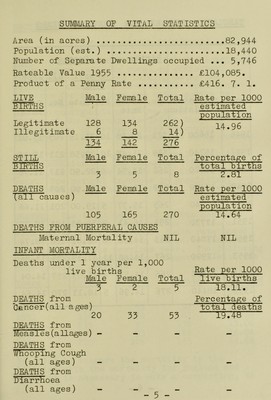 SUMMARY OF VITAL STATISTICS
Area (in acres) ......................82,944
Population (est.) ....................18,440
Number of Separate Dwellings occupied ... 5,746
Rateable Value 1955 ............ £104,085.
Product of a Penny Rate ........... £416. 7. 1.
LIVE BIRTHS Male Female Total Rate per 1000
estimated
population
Legitimate 128 134 262) 14.96
Illegitimate 6 8 14)
134 142 276
STILL BIRTHS Male Female Total Percentage of
total births
3 5 8 2.81
DEATHS Male Female Total Rate per 1000
(all causes) estimated
population
105 165 270 14.64
DEATHS FROM PUERPERAL CAUSES
Maternal Mortality NIL NIL
INFANT MORTALITY
Deaths under 1 year per 1,000
live births Rate per 1000
Male Female Total live births
3 2 5 18.11.
DEATHS from Percentage of
Cancer(all ages) total deaths
20 33 53 19.48
DEATHS from
Measles(allages) - - - -
DEATHS from
Whooping Cough
(all ages) - - - -
DEATHS from
Diarrhoea
(all ages) - - - -
- 5 -